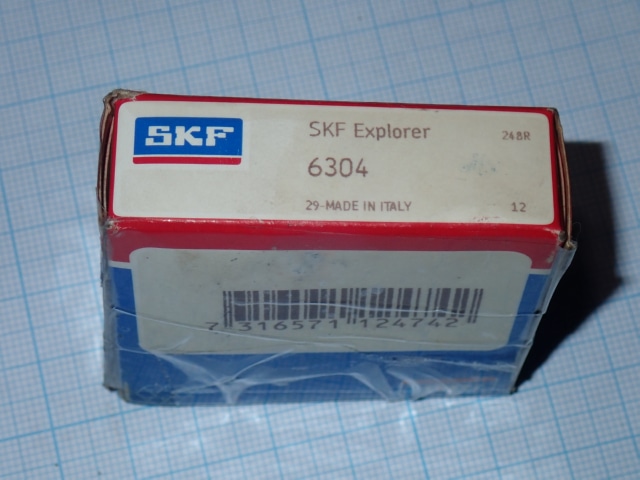 SKF
SKF Explorer
248R
6304
29-MADE IN ITALY
12
7 316571 124742